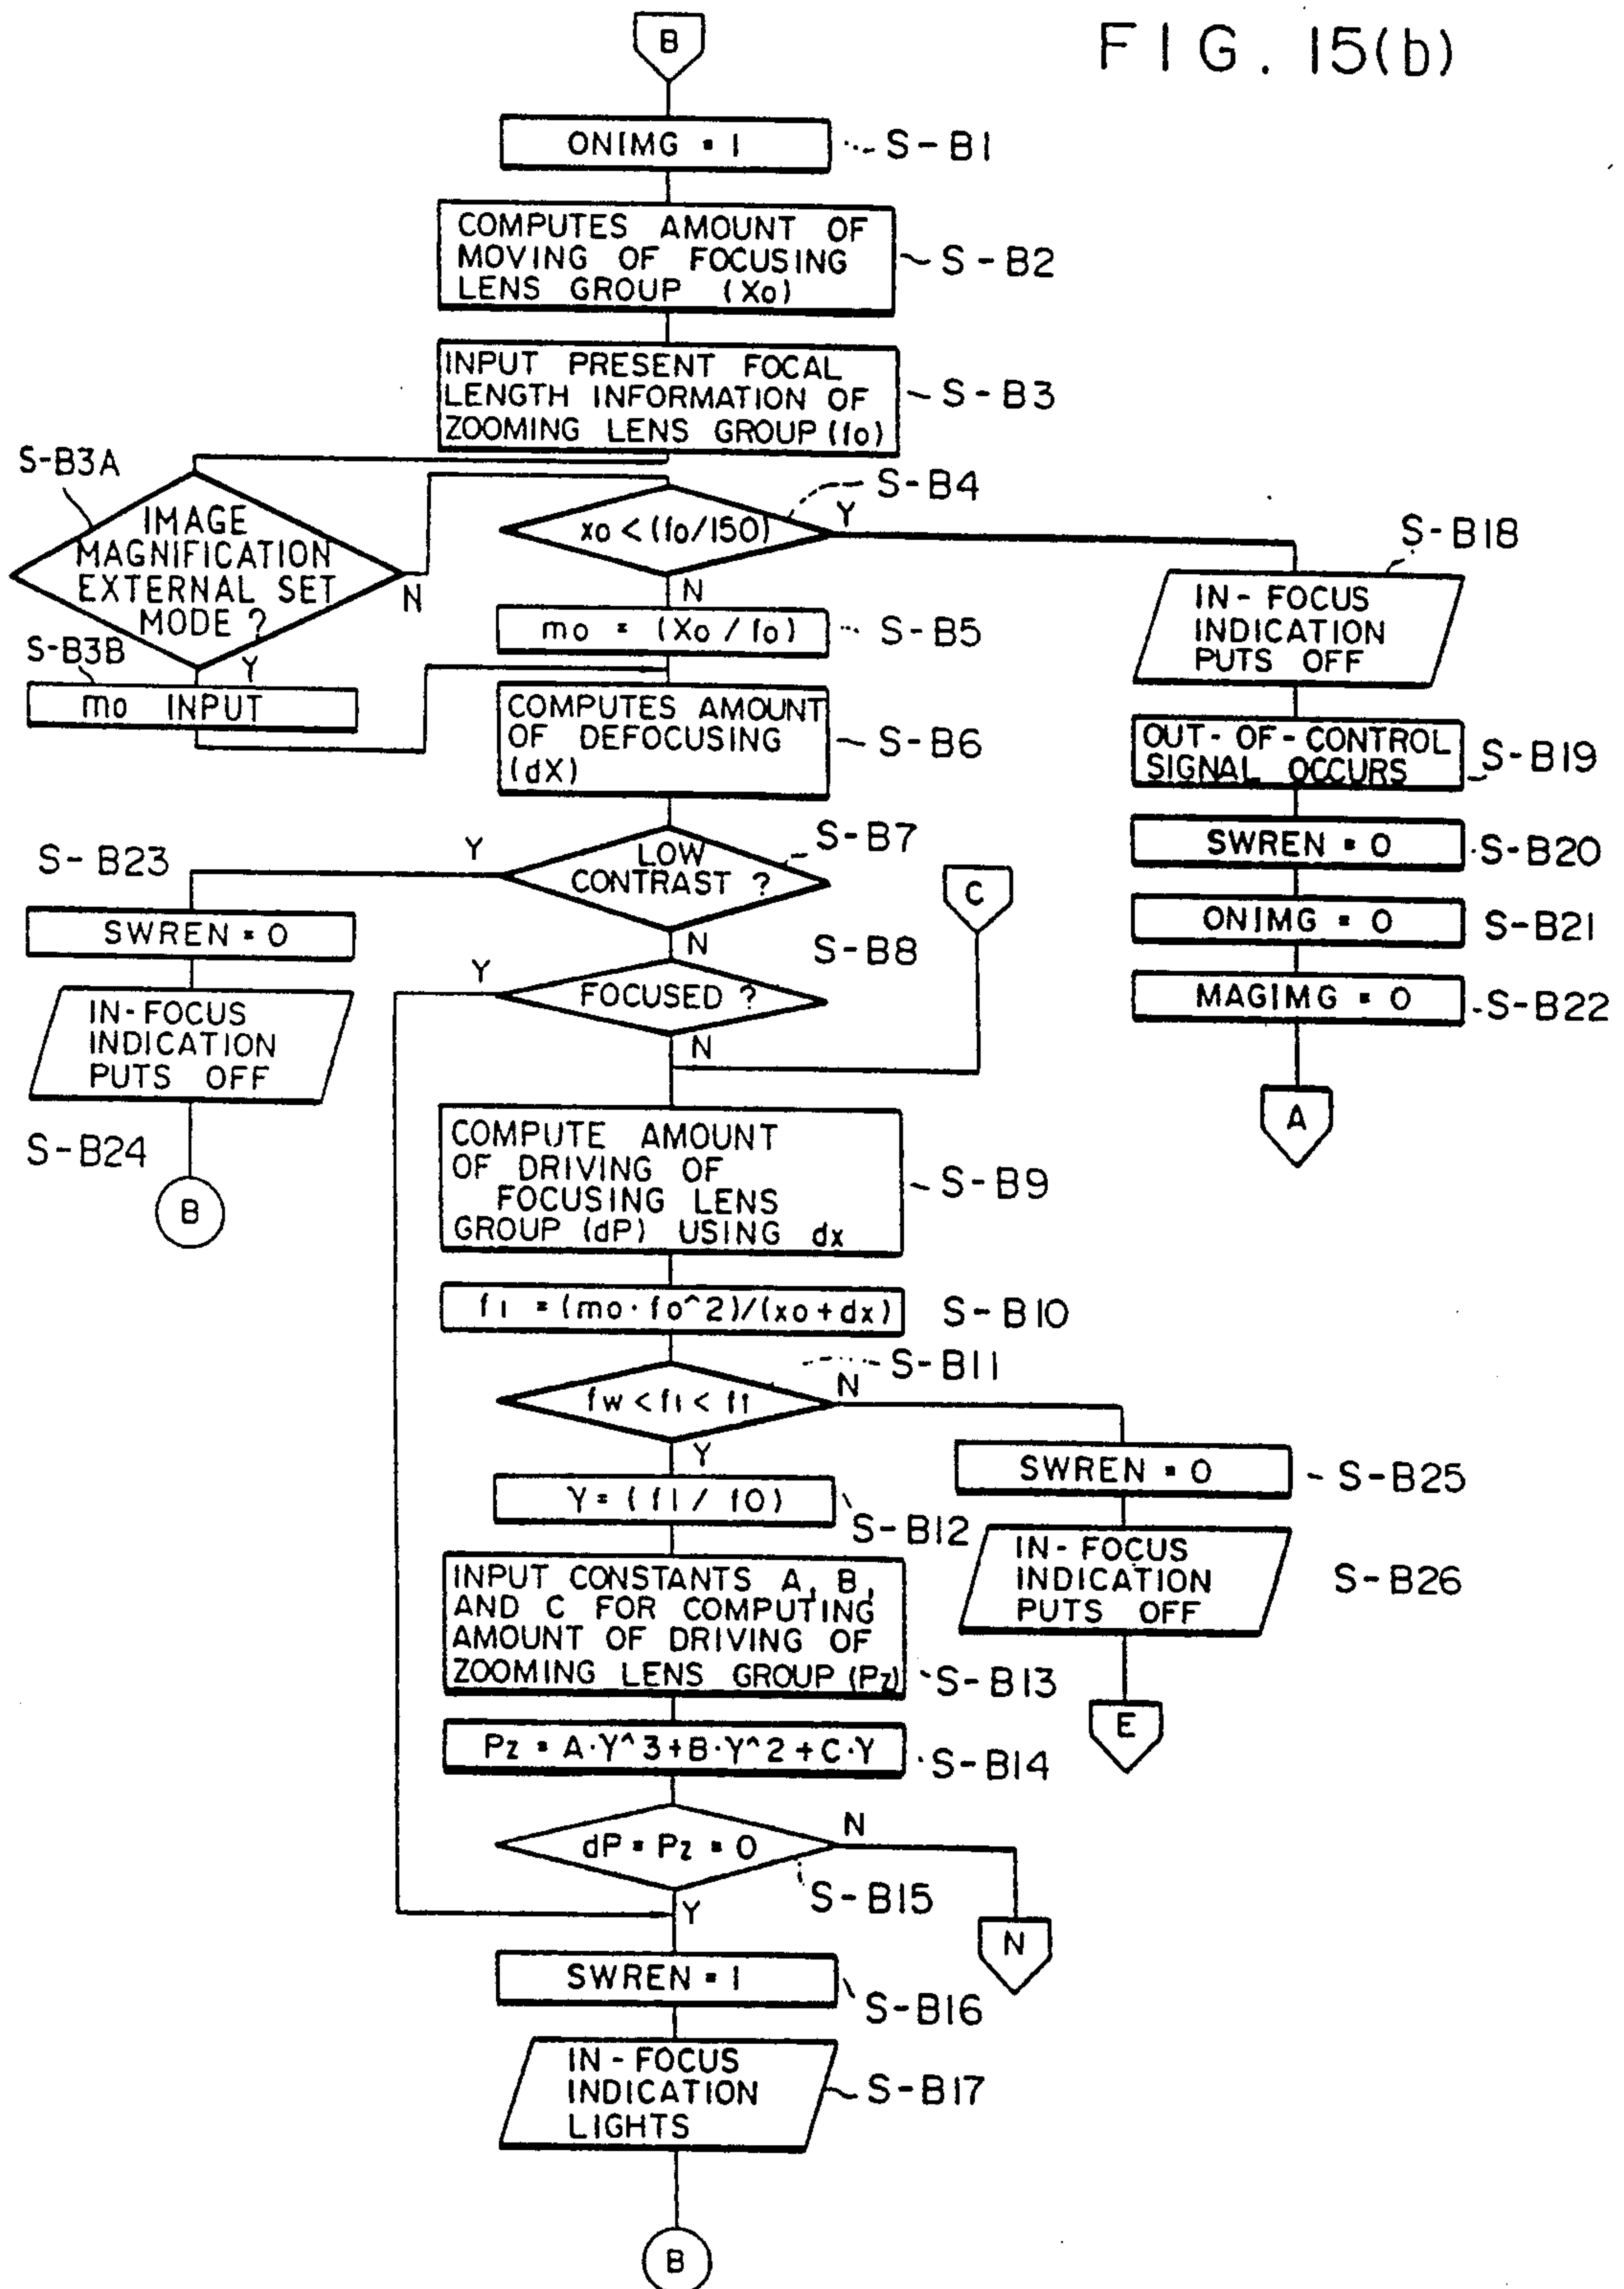 FIG. 15(b)
B
ONIMG = 1
S-B1
COMPUTES AMOUNT OF
MOVING OF FOCUSING
LENS GROUP (Xo)
S-B2
INPUT PRESENT FOCAL
LENGTH INFORMATION OF
ZOOMING LENS GROUP (fo)
S-B3
S-B3A
IMAGE
MAGNIFICATION
EXTERNAL SET
MODE ?
N
Y
S-B3B
mo INPUT
S-B4
xo < (fo/150)
Y
N
mo = (Xo / fo)
S-B5
COMPUTES AMOUNT
OF DEFOCUSING
(dX)
S-B6
S-B18
IN-FOCUS
INDICATION
PUTS OFF
OUT-OF-CONTROL
SIGNAL OCCURS
S-B19
SWREN = 0
S-B20
ONIMG = 0
S-B21
MAGIMG = 0
S-B22
A
S-B7
LOW
CONTRAST ?
Y
N
S-B23
SWREN = 0
IN-FOCUS
INDICATION
PUTS OFF
S-B24
B
C
S-B8
FOCUSED ?
Y
N
COMPUTE AMOUNT
OF DRIVING OF
FOCUSING LENS
GROUP (dP) USING dx
S-B9
f1 = (mo·fo^2)/(xo+dx)
S-B10
S-B11
fw < f1 < fT
N
Y
SWREN = 0
S-B25
IN-FOCUS
INDICATION
PUTS OFF
S-B26
E
Y = (f1 / f0)
S-B12
INPUT CONSTANTS A, B,
AND C FOR COMPUTING
AMOUNT OF DRIVING OF
ZOOMING LENS GROUP (Pz)
S-B13
Pz = A·Y^3+B·Y^2+C·Y
S-B14
dP = Pz = 0
N
S-B15
Y
N
SWREN = 1
S-B16
IN-FOCUS
INDICATION
LIGHTS
S-B17
B